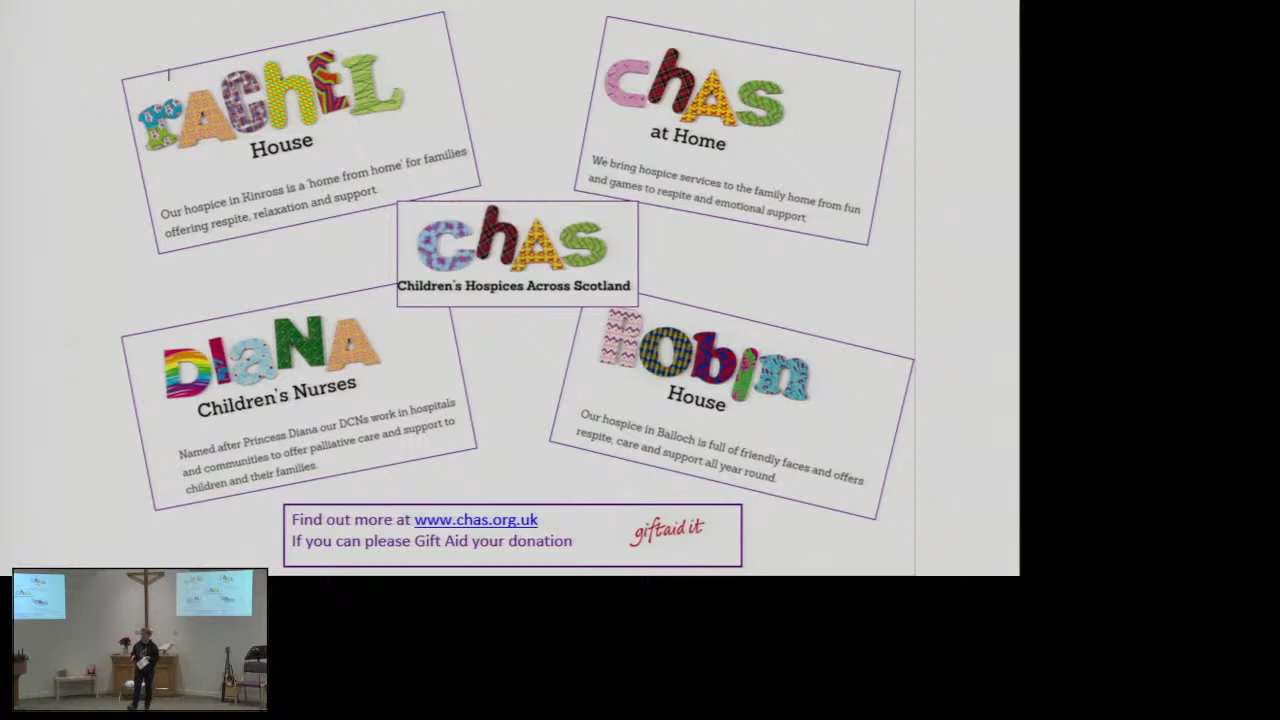 rAChEL
House
Our hospice in Kinross is a 'home from home' for families
offering respite, relaxation and support
ChAS
at Home
We bring hospice services to the family home from fun
and games to respite and emotional support
ChAS
Children's Hospices Across Scotland
DIaNA
Children's Nurses
Named after Princess Diana our DCNs work in hospitals
and communities to offer palliative care and support to
children and their families.
RObin
House
Our hospice in Balloch is full of friendly faces and offers
respite, care and support all year round.
Find out more at www.chas.org.uk
If you can please Gift Aid your donation
giftaid it